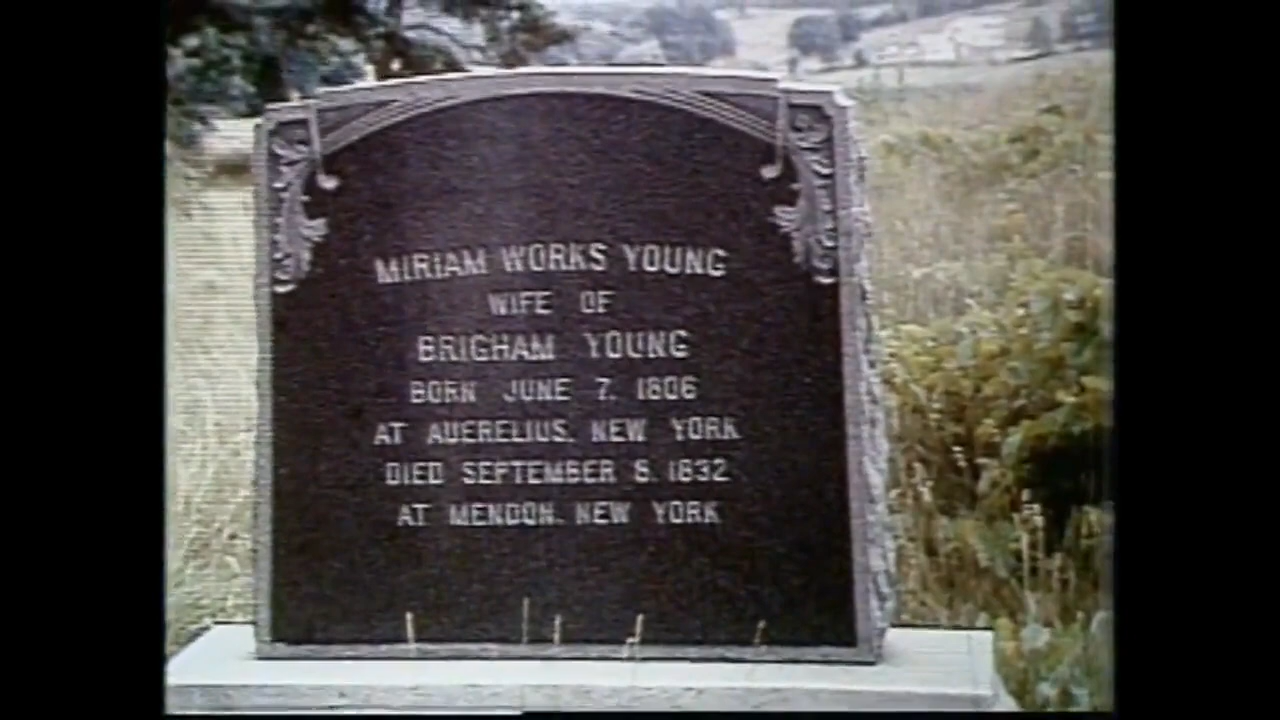 MIRIAM WORKS YOUNG
WIFE OF
BRIGHAM YOUNG
BORN JUNE 7, 1806
AT AUERELIUS, NEW YORK
DIED SEPTEMBER 8, 1832
AT MENDON, NEW YORK